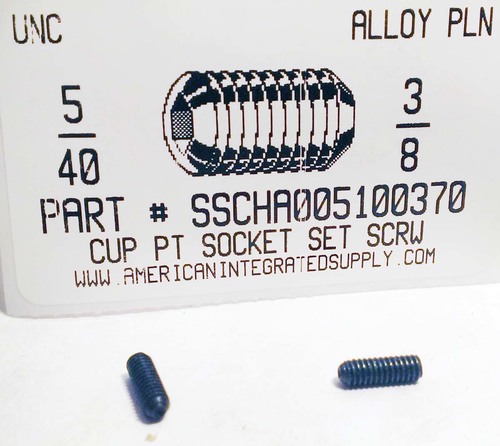 UNC ALLOY PLN
5 3
40 8
PART # SSCHA005100370
CUP PT SOCKET SET SCRW
WWW.AMERICANINTEGRATEDSUPPLY.COM